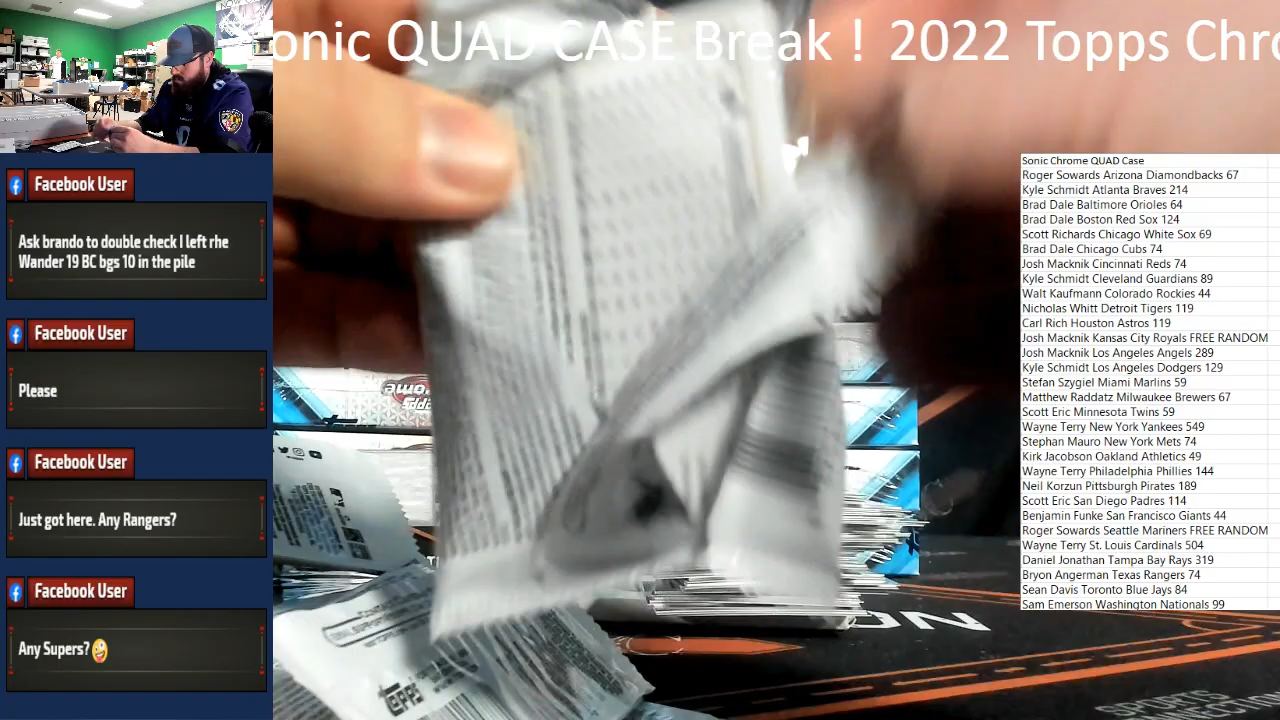 onic QUAD CASE Break ! 2022 Topps Chro
Facebook User
Ask brando to double check I left rhe
Wander 19 BC bgs 10 in the pile
Facebook User
Please
Facebook User
Just got here. Any Rangers?
Facebook User
Any Supers?🤪
Sonic Chrome QUAD Case
Roger Sowards Arizona Diamondbacks 67
Kyle Schmidt Atlanta Braves 214
Brad Dale Baltimore Orioles 64
Brad Dale Boston Red Sox 124
Scott Richards Chicago White Sox 69
Brad Dale Chicago Cubs 74
Josh Macknik Cincinnati Reds 74
Kyle Schmidt Cleveland Guardians 89
Walt Kaufmann Colorado Rockies 44
Nicholas Whitt Detroit Tigers 119
Carl Rich Houston Astros 119
Josh Macknik Kansas City Royals FREE RANDOM
Josh Macknik Los Angeles Angels 289
Kyle Schmidt Los Angeles Dodgers 129
Stefan Szygiel Miami Marlins 59
Matthew Raddatz Milwaukee Brewers 67
Scott Eric Minnesota Twins 59
Wayne Terry New York Yankees 549
Stephan Mauro New York Mets 74
Kirk Jacobson Oakland Athletics 49
Wayne Terry Philadelphia Phillies 144
Neil Korzun Pittsburgh Pirates 189
Scott Eric San Diego Padres 114
Benjamin Funke San Francisco Giants 44
Roger Sowards Seattle Mariners FREE RANDOM
Wayne Terry St. Louis Cardinals 504
Daniel Jonathan Tampa Bay Rays 319
Bryon Angerman Texas Rangers 74
Sean Davis Toronto Blue Jays 84
Sam Emerson Washington Nationals 99
ON
SPORTS